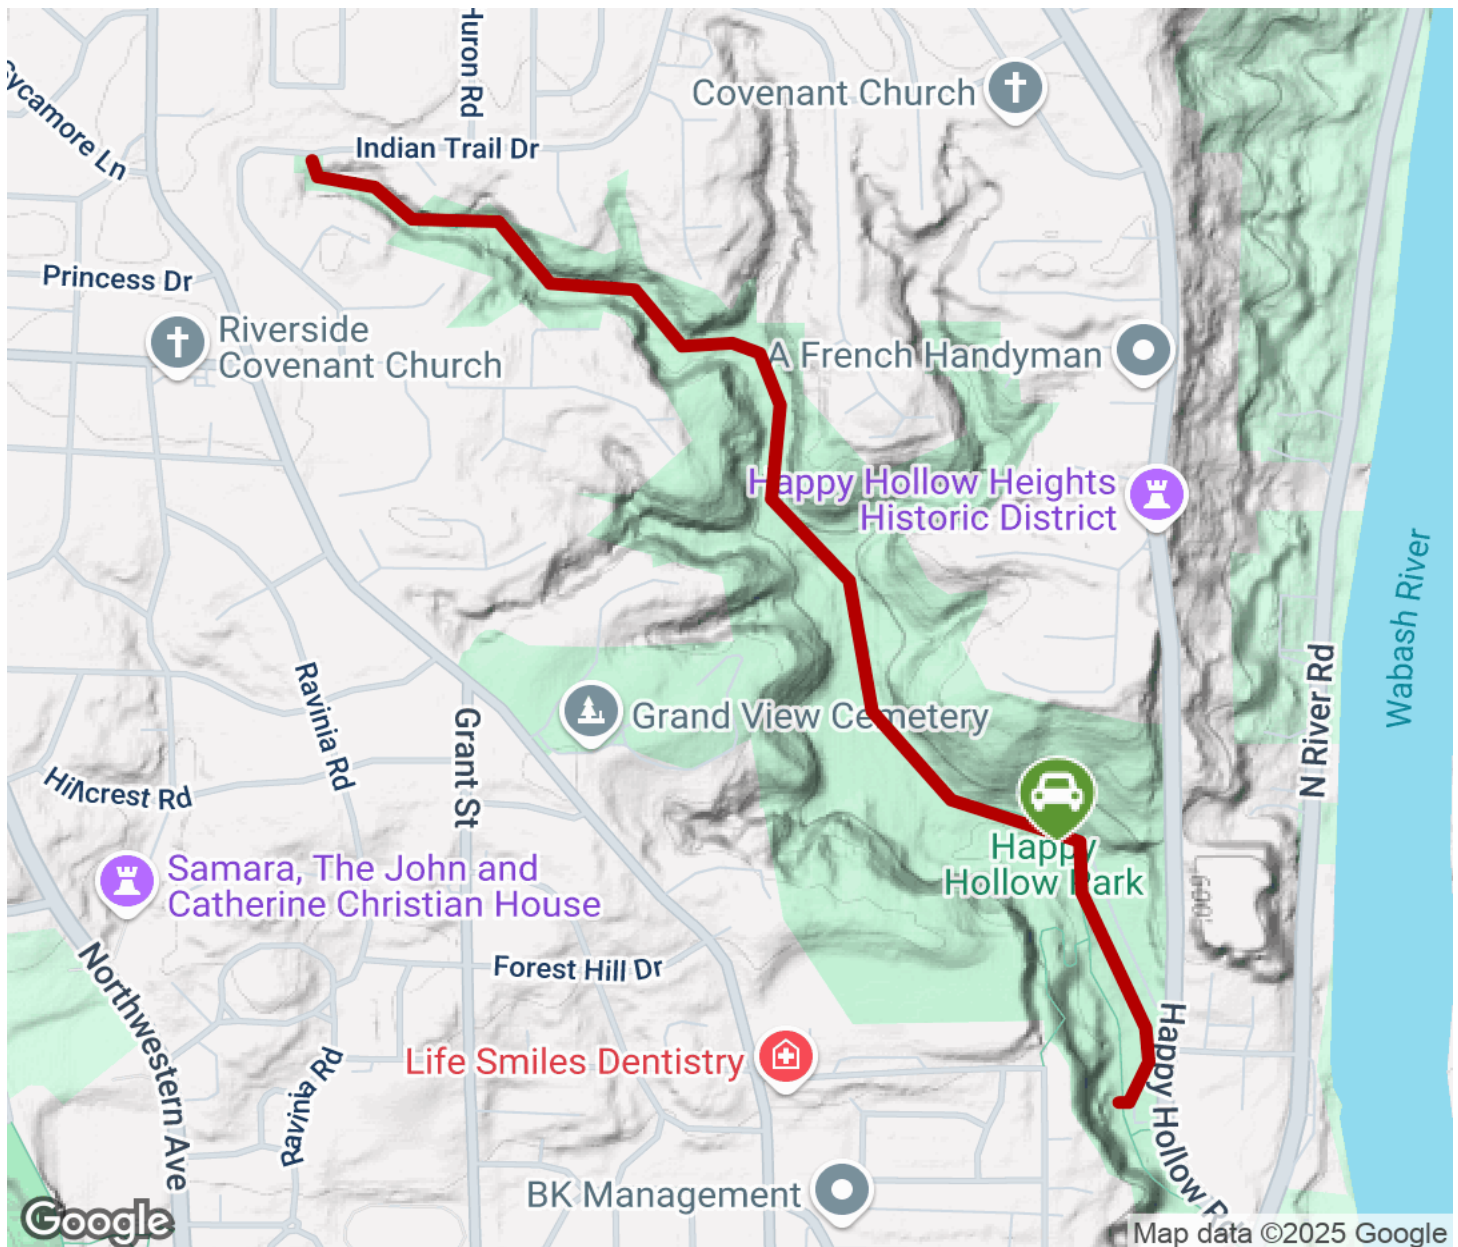 Huron Rd
Covenant Church
Sycamore Ln
Indian Trail Dr
Princess Dr
Riverside
Covenant Church
A French Handyman
Happy Hollow Heights
Historic District
Wabash River
N River Rd
Ravinia Rd
Grant St
Grand View Cemetery
Hillcrest Rd
Happy
Hollow Park
Samara, The John and
Catherine Christian House
600'
Northwestern Ave
Forest Hill Dr
Happy Hollow Rd
Life Smiles Dentistry
Ravinia Rd
BK Management
Google
Map data ©2025 Google